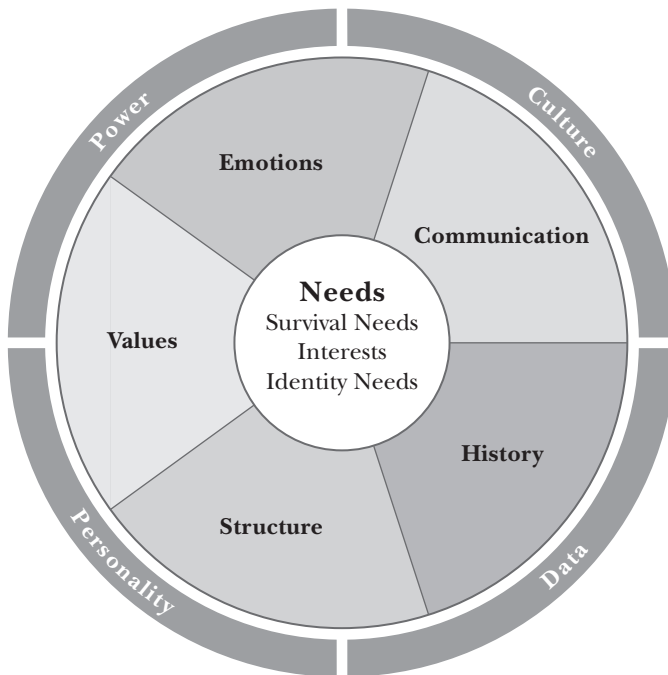 Power
Culture
Emotions
Communication
Needs
Survival Needs
Interests
Identity Needs
Values
History
Structure
Personality
Data